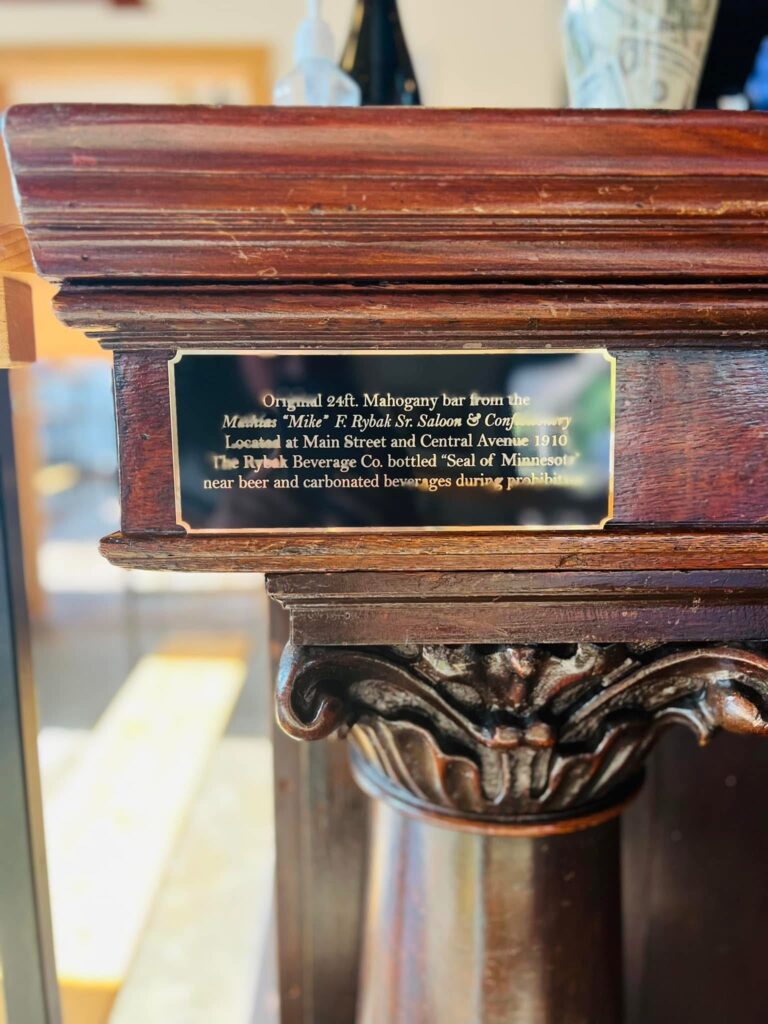 Original 24ft. Mahogany bar from the
Mathias "Mike" F. Rybak Sr. Saloon & Confectionery
Located at Main Street and Central Avenue 1910
The Rybak Beverage Co. bottled "Seal of Minnesota"
near beer and carbonated beverages during prohibition